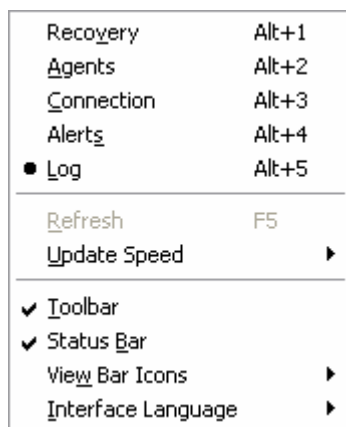 Recovery Alt+1
Agents Alt+2
Connection Alt+3
Alerts Alt+4
Log Alt+5
Refresh F5
Update Speed
Toolbar
Status Bar
View Bar Icons
Interface Language